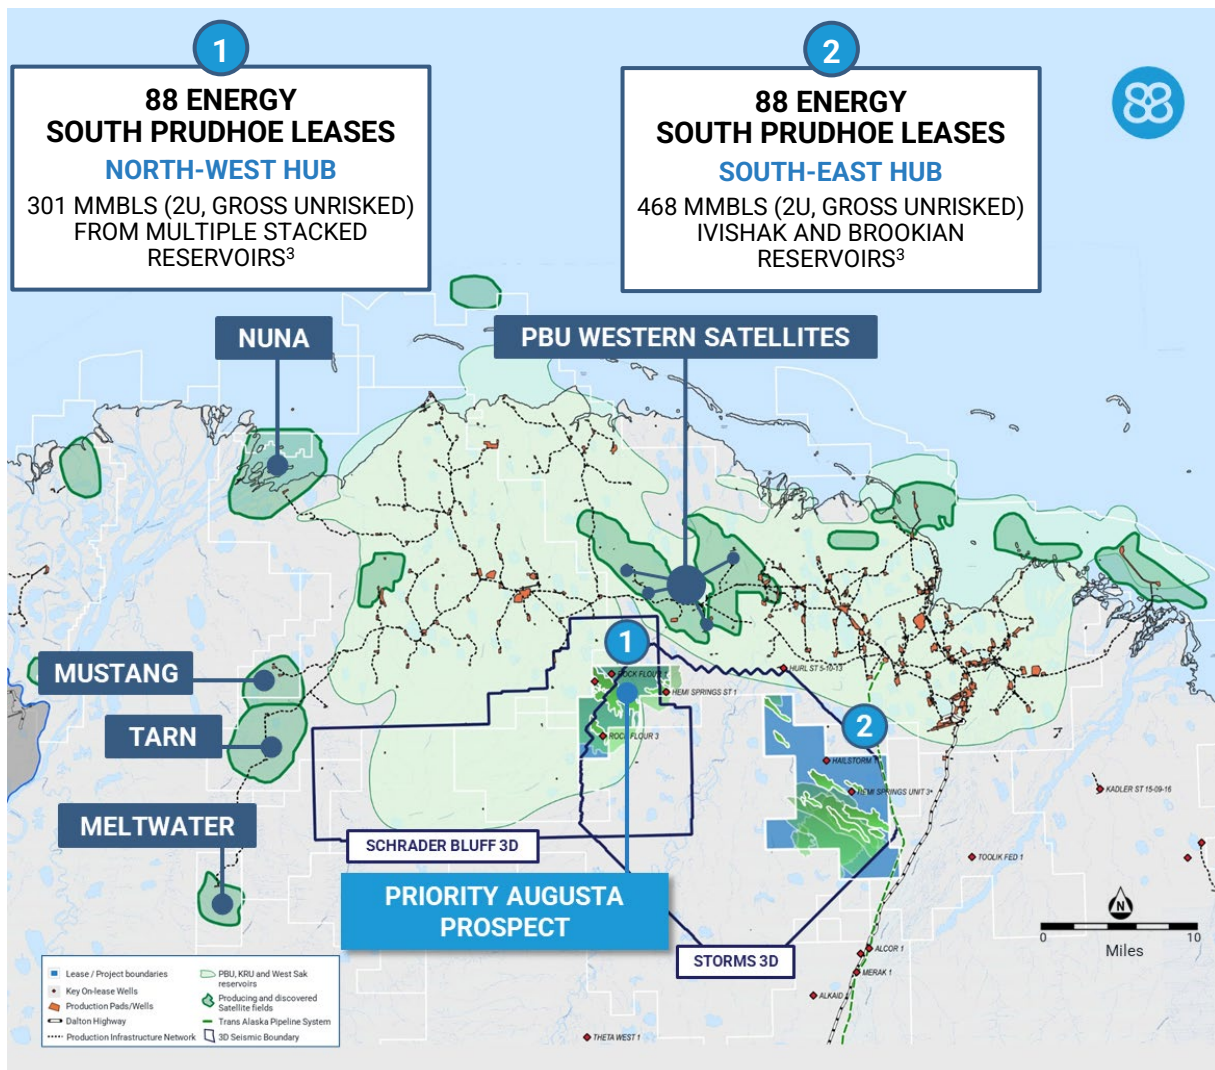 1
88 ENERGY
SOUTH PRUDHOE LEASES
NORTH-WEST HUB
301 MMBLS (2U, GROSS UNRISKED)
FROM MULTIPLE STACKED
RESERVOIRS³
2
88 ENERGY
SOUTH PRUDHOE LEASES
SOUTH-EAST HUB
468 MMBLS (2U, GROSS UNRISKED)
IVISHAK AND BROOKIAN
RESERVOIRS³
88
NUNA
PBU WESTERN SATELLITES
1
HURL ST 5-10-13
MUSTANG
ROCK FLOUR
HEMI SPRINGS ST 1
TARN
ROCK FLOUR 3
2
HAILSTORM 1
HEMI SPRINGS UNIT 3
KADLER ST 15-09-16
MELTWATER
SCHRADER BLUFF 3D
TOOLIK FED 1
PRIORITY AUGUSTA
PROSPECT
N
0
10
Miles
STORMS 3D
ALCOR 1
MERAK 1
ALKAID
THETA WEST 1
Lease / Project boundaries
Key On-lease Wells
Production Pads/Wells
Dalton Highway
Production Infrastructure Network
PBU, KRU and West Sak
reservoirs
Producing and discovered
Satellite fields
Trans Alaska Pipeline System
3D Seismic Boundary